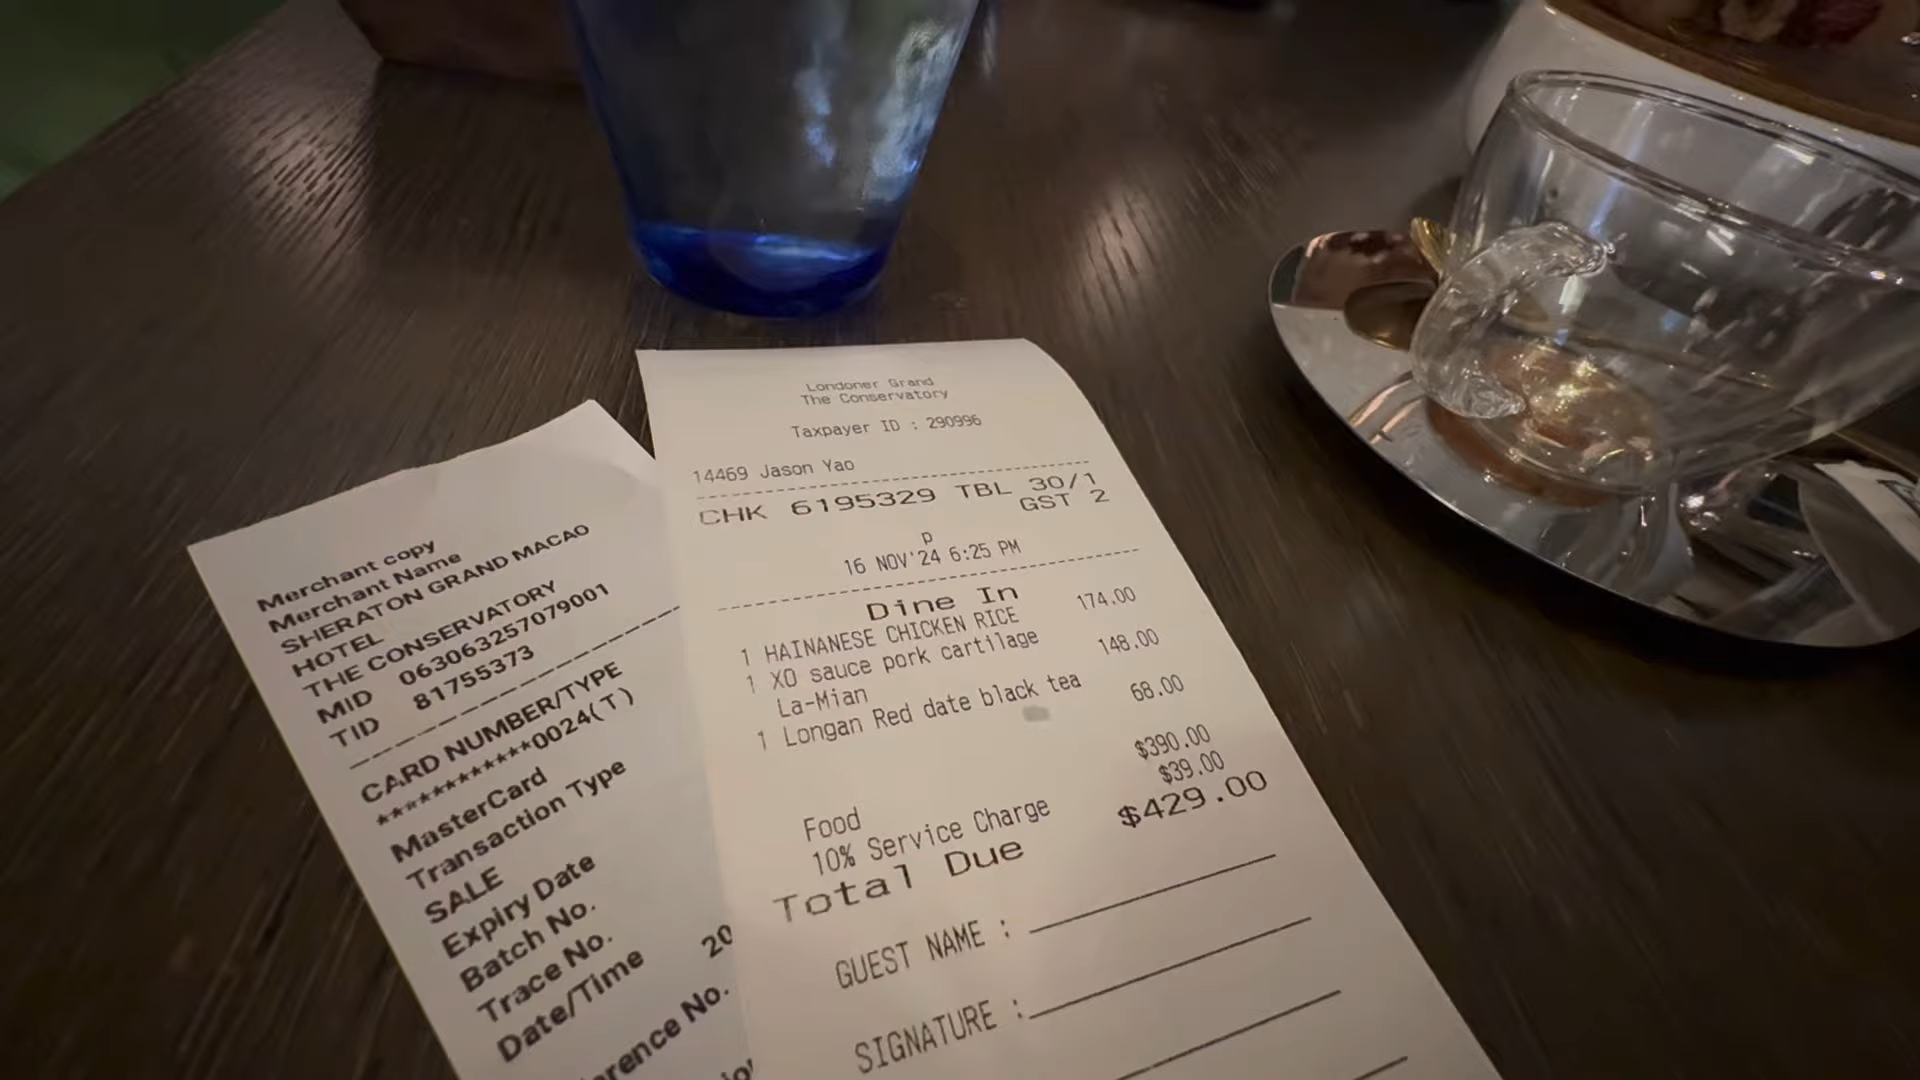 Londoner Grand
The Conservatory
Taxpayer ID : 290996
14469 Jason Yao
CHK 6195329 TBL 30/1
GST 2
p
16 NOV'24 6:25 PM
Dine In
1 HAINANESE CHICKEN RICE 174.00
1 XO sauce pork cartilage 148.00
La-Mian
1 Longan Red date black tea 68.00
Food $390.00
10% Service Charge $39.00
Total Due $429.00
GUEST NAME :
SIGNATURE :
Merchant copy
Merchant Name
SHERATON GRAND MACAO
HOTEL
THE CONSERVATORY
MID 063063257079001
TID 81755373
CARD NUMBER/TYPE
************0024(T)
MasterCard
Transaction Type
SALE
Expiry Date
Batch No.
Trace No.
Date/Time 20
erence No.